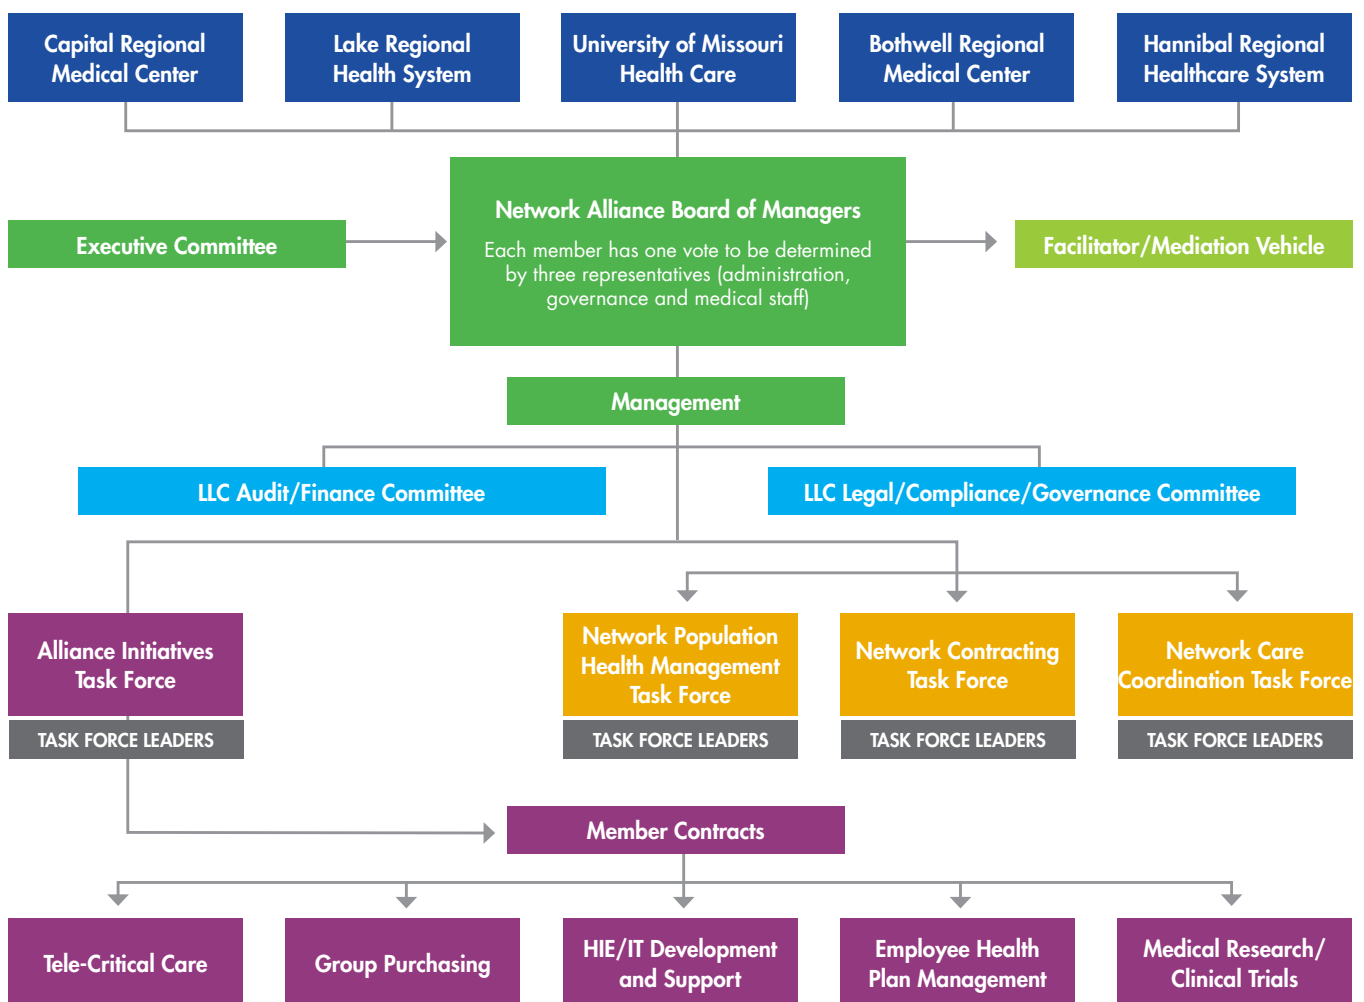 Capital Regional
Medical Center
Lake Regional
Health System
University of Missouri
Health Care
Bothwell Regional
Medical Center
Hannibal Regional
Healthcare System
Executive Committee
Network Alliance Board of Managers
Each member has one vote to be determined
by three representatives (administration,
governance and medical staff)
Facilitator/Mediation Vehicle
Management
LLC Audit/Finance Committee
LLC Legal/Compliance/Governance Committee
Alliance Initiatives
Task Force
TASK FORCE LEADERS
Network Population
Health Management
Task Force
TASK FORCE LEADERS
Network Contracting
Task Force
TASK FORCE LEADERS
Network Care
Coordination Task Force
TASK FORCE LEADERS
Member Contracts
Tele-Critical Care
Group Purchasing
HIE/IT Development
and Support
Employee Health
Plan Management
Medical Research/
Clinical Trials